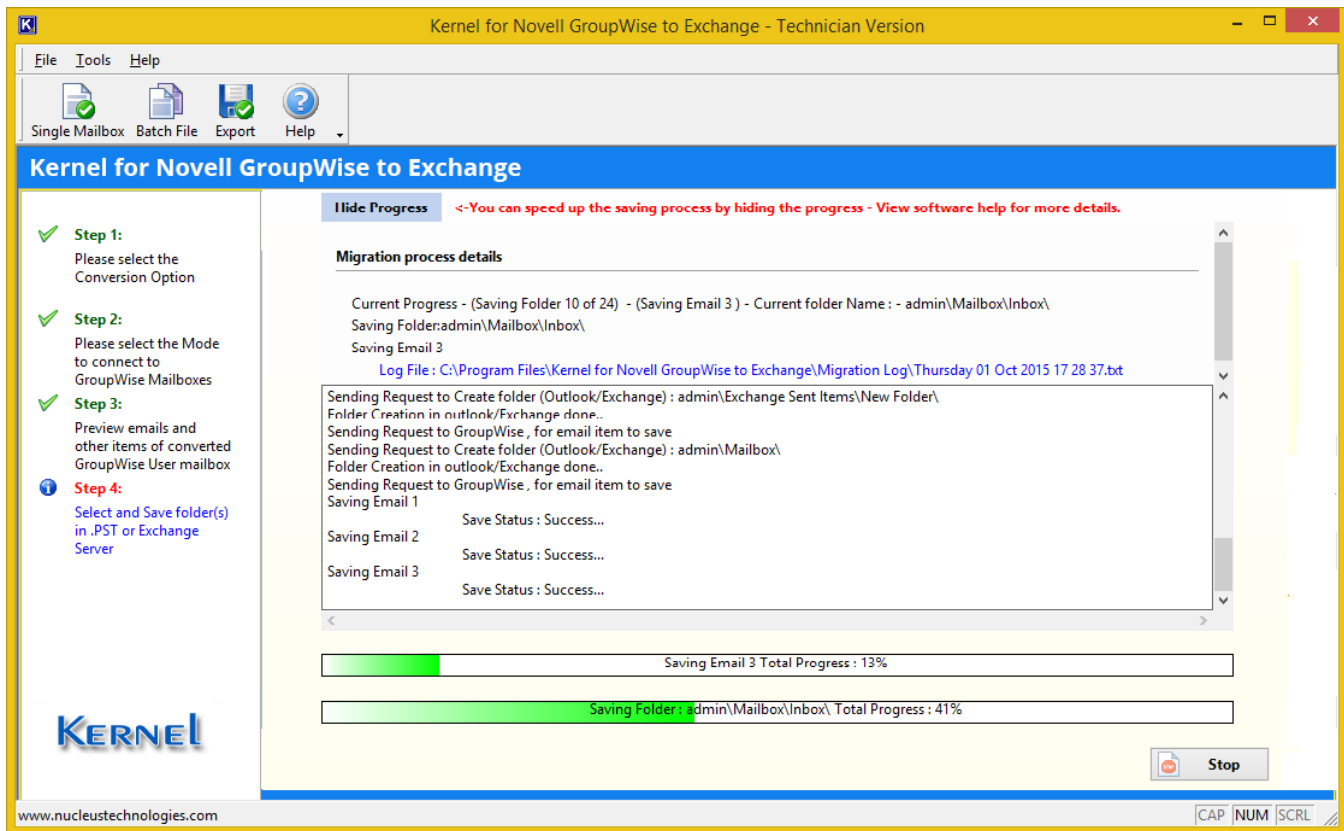 Kernel for Novell GroupWise to Exchange - Technician Version
File Tools Help
Single Mailbox Batch File Export Help
Kernel for Novell GroupWise to Exchange
Hide Progress <-You can speed up the saving process by hiding the progress - View software help for more details.
Step 1:
Please select the
Conversion Option
Step 2:
Please select the Mode
to connect to
GroupWise Mailboxes
Step 3:
Preview emails and
other items of converted
GroupWise User mailbox
Step 4:
Select and Save folder(s)
in .PST or Exchange
Server
Migration process details
Current Progress - (Saving Folder 10 of 24) - (Saving Email 3 ) - Current folder Name : - admin\Mailbox\Inbox\
Saving Folder:admin\Mailbox\Inbox\
Saving Email 3
Log File : C:\Program Files\Kernel for Novell GroupWise to Exchange\Migration Log\Thursday 01 Oct 2015 17 28 37.txt
Sending Request to Create folder (Outlook/Exchange) : admin\Exchange Sent Items\New Folder\
Folder Creation in outlook/Exchange done..
Sending Request to GroupWise , for email item to save
Sending Request to Create folder (Outlook/Exchange) : admin\Mailbox\
Folder Creation in outlook/Exchange done..
Sending Request to GroupWise , for email item to save
Saving Email 1
Save Status : Success...
Saving Email 2
Save Status : Success...
Saving Email 3
Save Status : Success...
Saving Email 3 Total Progress : 13%
Saving Folder : admin\Mailbox\Inbox\ Total Progress : 41%
KERNEL
Stop
www.nucleustechnologies.com
CAP NUM SCRL